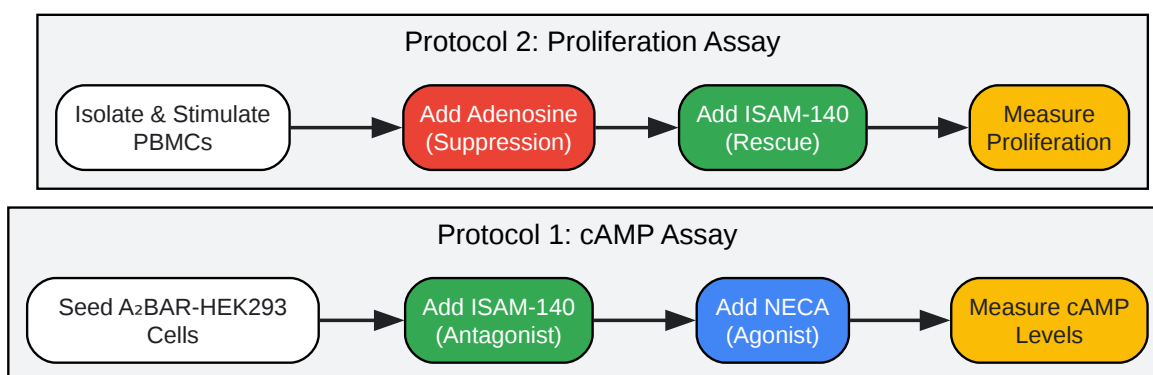 Protocol 2: Proliferation Assay
Isolate & Stimulate
PBMCs
Add Adenosine
(Suppression)
Add ISAM-140
(Rescue)
Measure
Proliferation
Protocol 1: cAMP Assay
Seed A₂BAR-HEK293
Cells
Add ISAM-140
(Antagonist)
Add NECA
(Agonist)
Measure cAMP
Levels